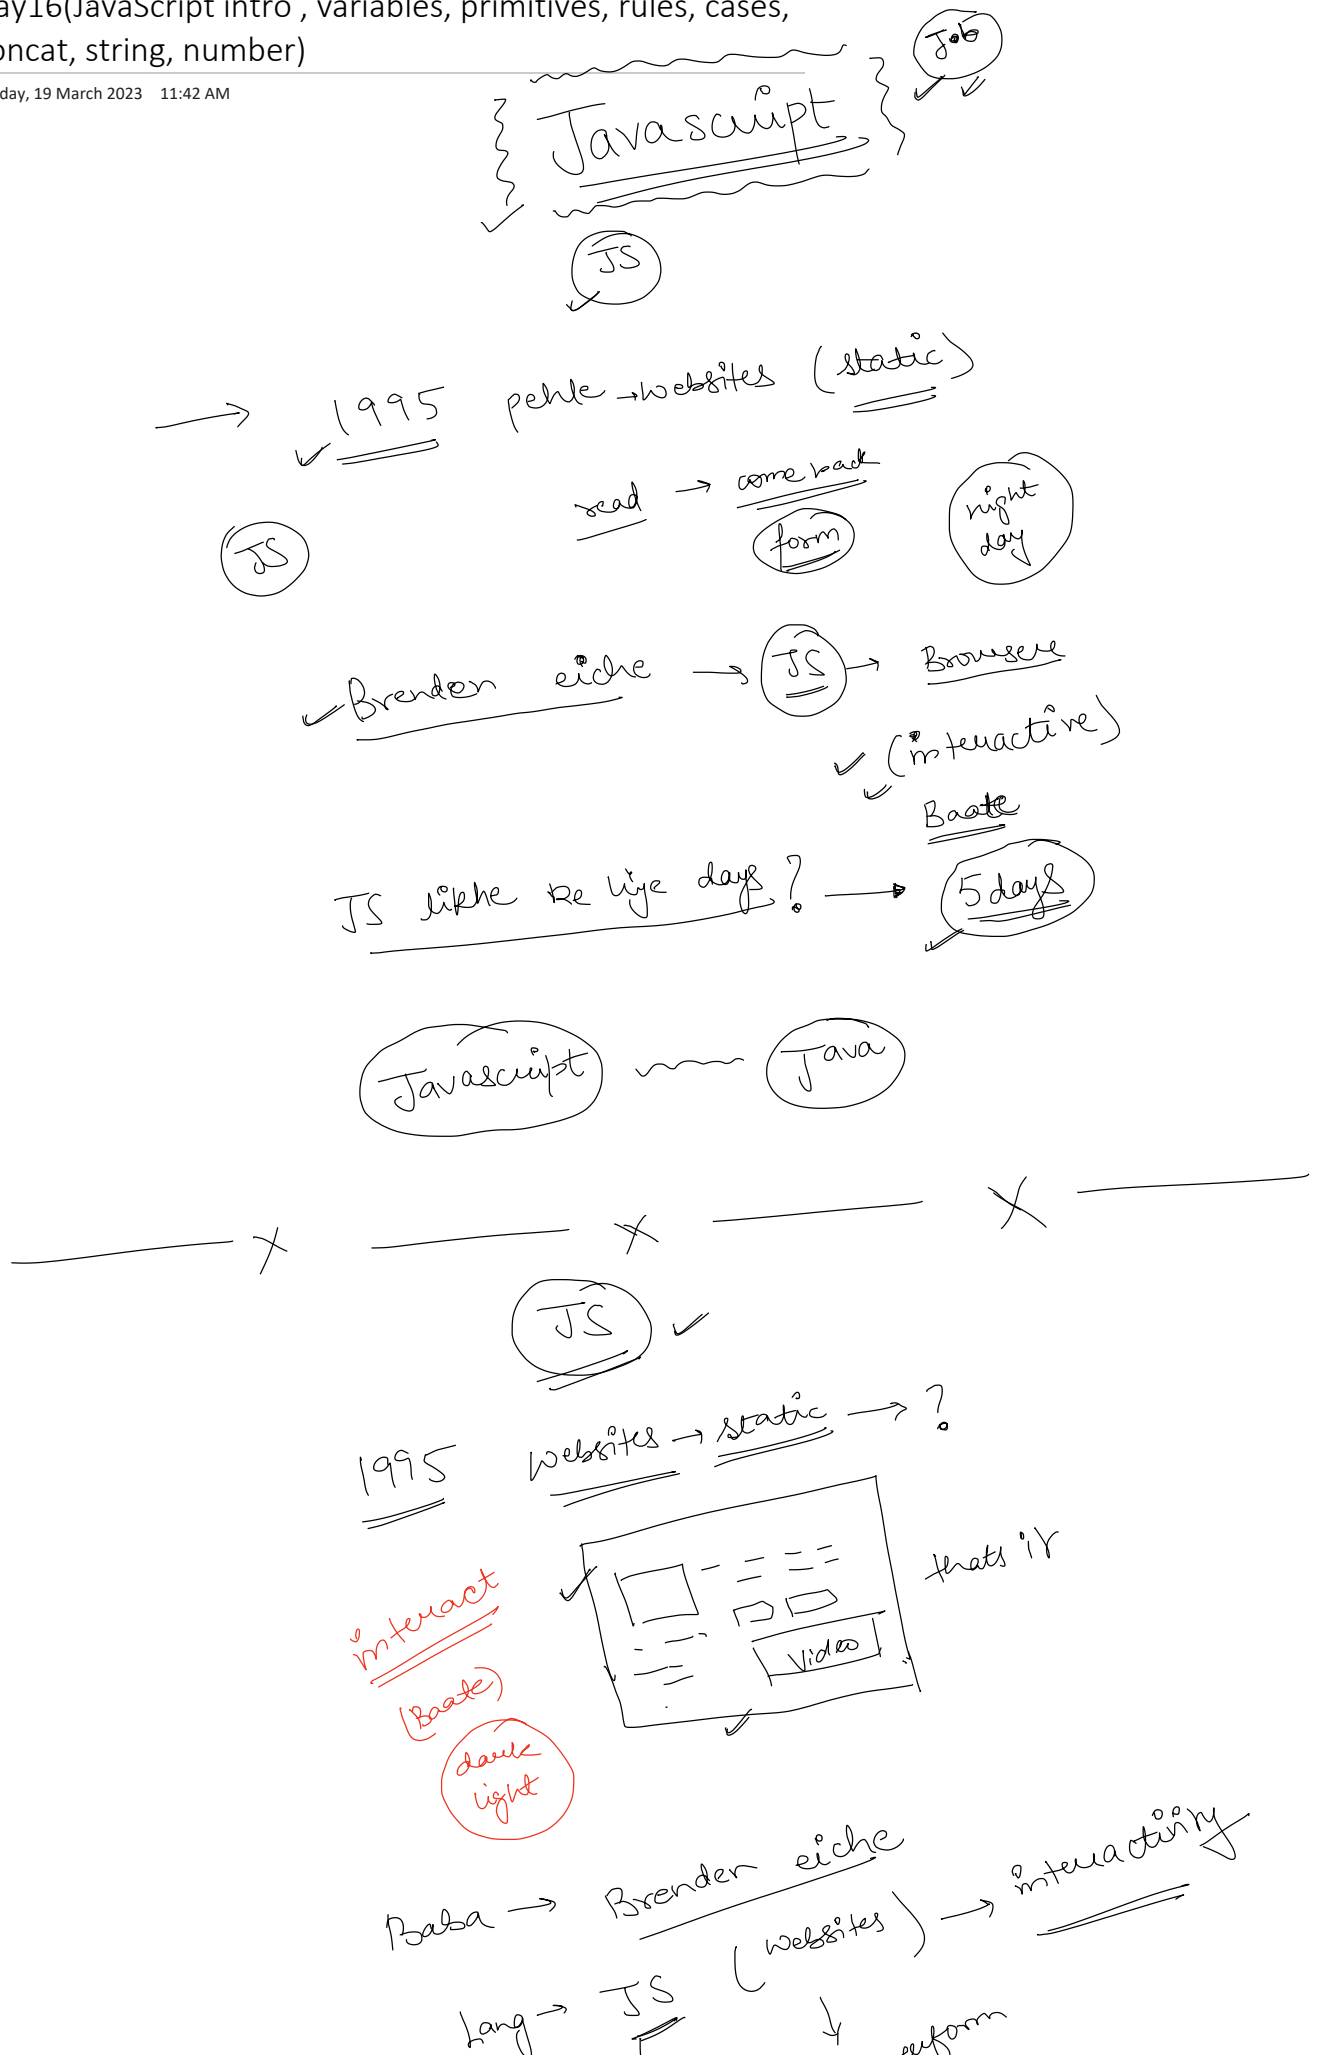 ay16(JavaScript intro , variables, primitives, rules, cases,
oncat, string, number)
day, 19 March 2023 11:42 AM
Job
Javascript
JS
1995 pehle → websites (static)
read → come back
form
night
day
JS
Brenden eiche → JS → Browser
(interactive)
Baate
JS likhe ke liye days ? → 5 days
Javascript Java
JS
1995 websites → static → ?
thats it
Video
interact
(Baate)
dark
light
Baba → Brenden eiche
(websites) → interactivity
Lang → JS